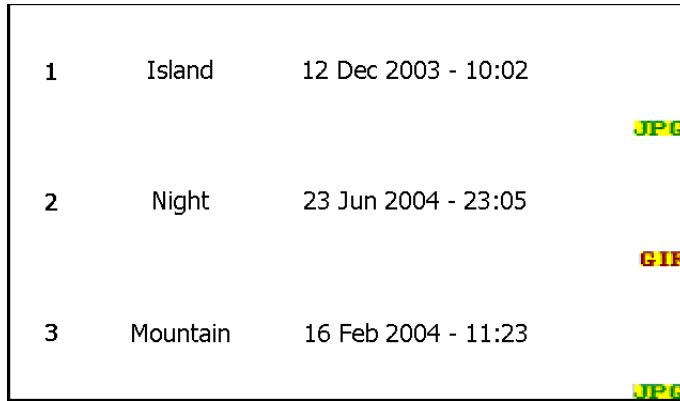 1 Island 12 Dec 2003 - 10:02
JPG
2 Night 23 Jun 2004 - 23:05
GIF
3 Mountain 16 Feb 2004 - 11:23
JPG